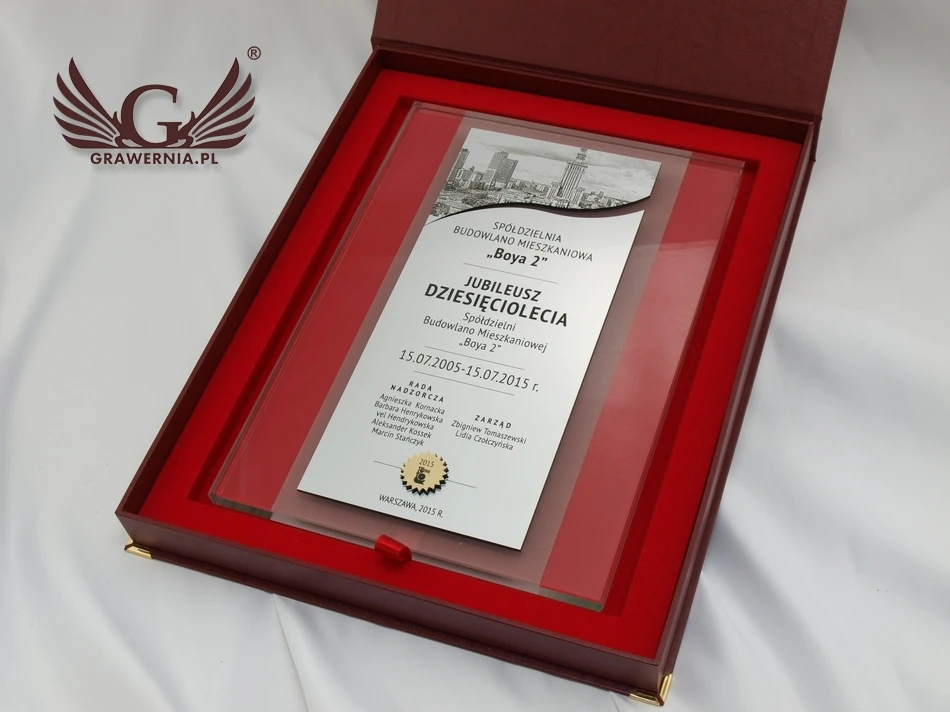 G
®
GRAWERNIA.PL
SPÓŁDZIELNIA
BUDOWLANO MIESZKANIOWA
„Boya 2”
JUBILEUSZ
DZIESIĘCIOLECIA
Spółdzielni
Budowlano Mieszkaniowej
„Boya 2”
15.07.2005-15.07.2015 r.
RADA
NADZORCZA
Agnieszka Kornacka
Barbara Henrykowska
vel Hendrykowska
Aleksander Kossek
Marcin Stańczyk
ZARZĄD
Zbigniew Tomaszewski
Lidia Czołczyńska
2015
WARSZAWA, 2015 R.